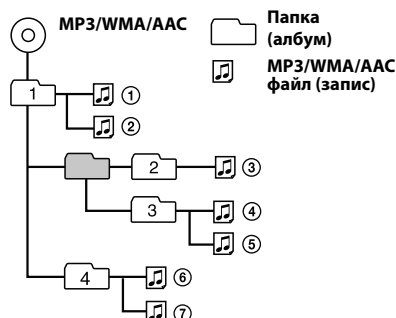 MP3/WMA/AAC
Папка
(албум)
MP3/WMA/AAC
файл (запис)
1
①
②
2
③
3
④
⑤
4
⑥
⑦